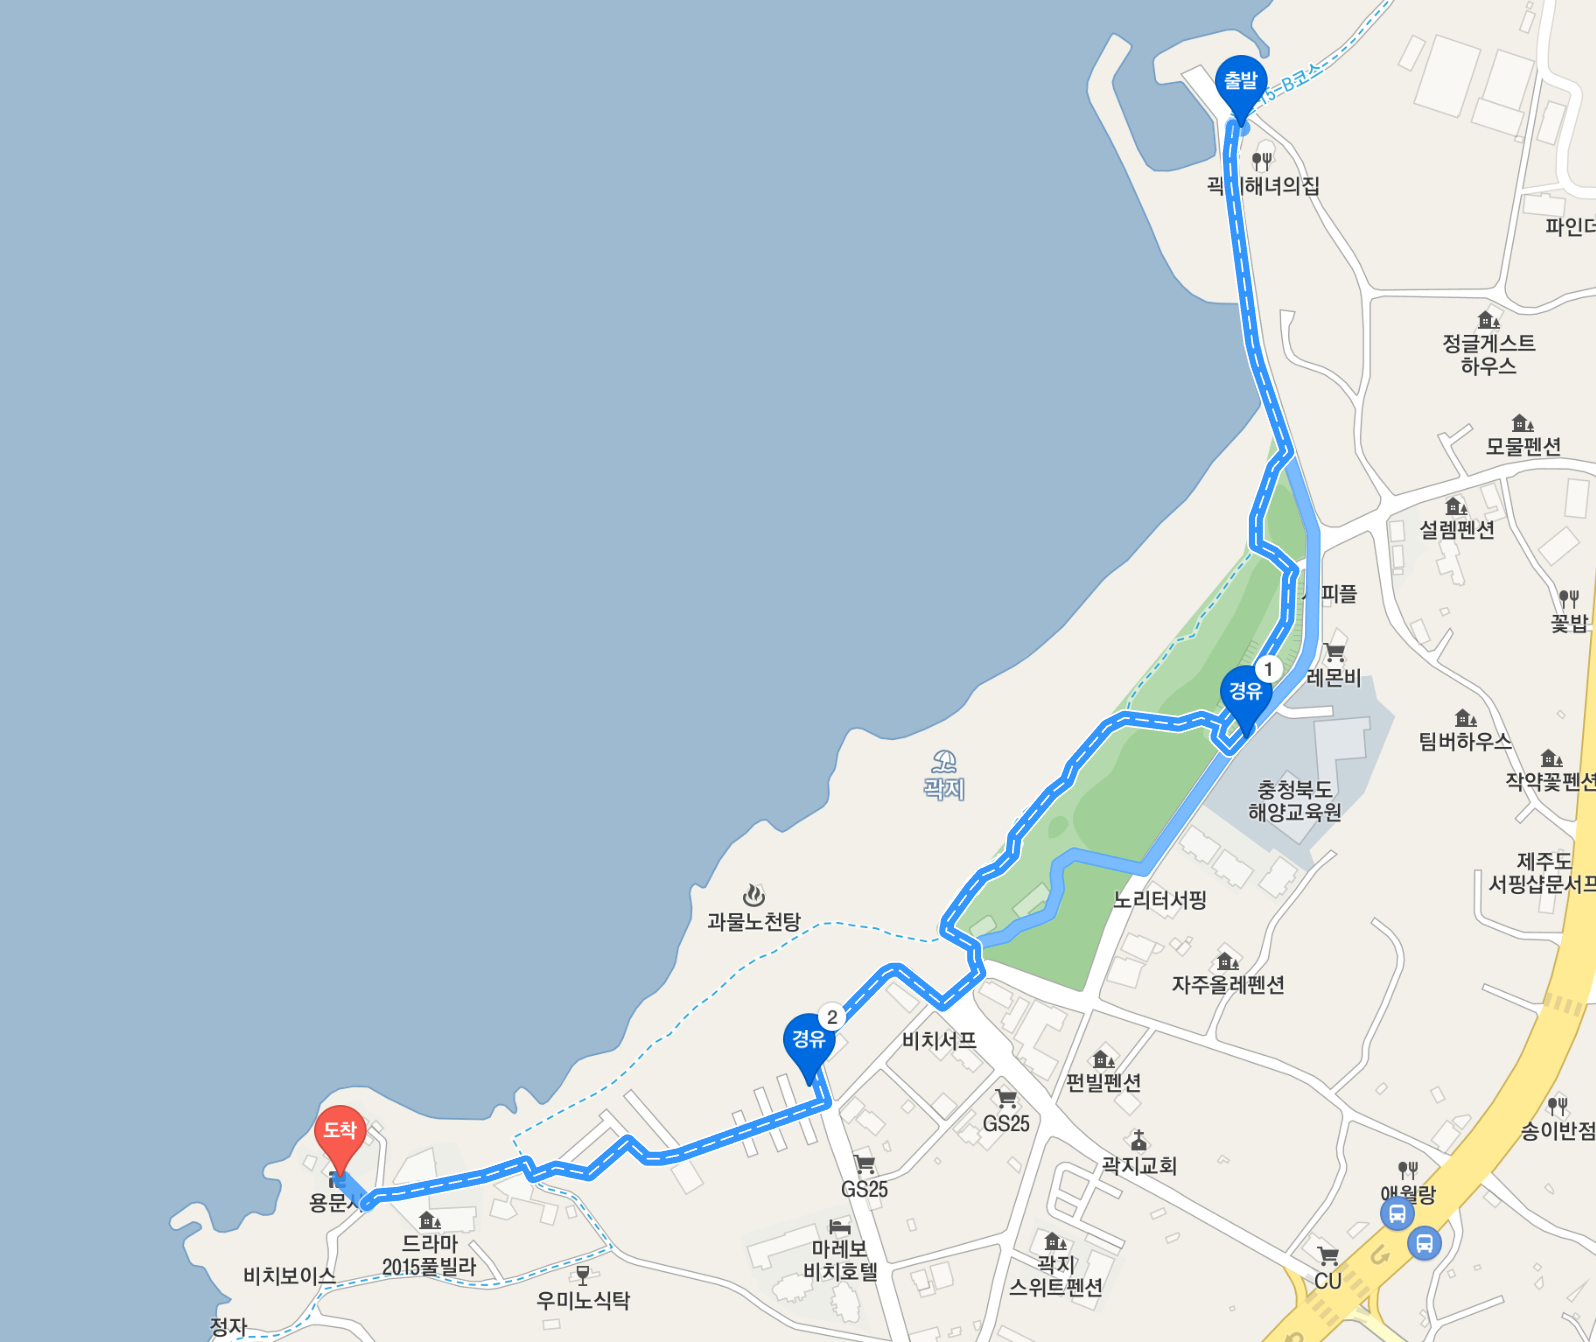 출발
15-B코스
곽지해녀의집
파인더
정글게스트
하우스
모물펜션
설렘펜션
피플
꽃밥
레몬비
1
경유
팀버하우스
작약꽃펜션
곽지
충청북도
해양교육원
제주도
서핑샵문서프
노리터서핑
과물노천탕
자주올레펜션
2
경유
비치서프
펀빌펜션
GS25
송이반점
도착
곽지교회
GS25
애월랑
용문사
드라마
2015풀빌라
마레보
비치호텔
곽지
스위트펜션
비치보이스
CU
우미노식탁
정자